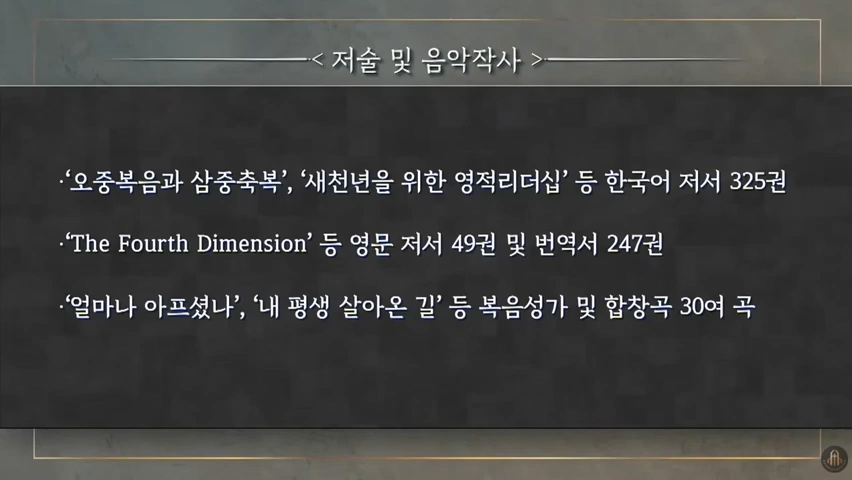 < 저술 및 음악작사 >
·‘오중복음과 삼중축복’, ‘새천년을 위한 영적리더십’ 등 한국어 저서 325권
·‘The Fourth Dimension’ 등 영문 저서 49권 및 번역서 247권
·‘얼마나 아프셨나’, ‘내 평생 살아온 길’ 등 복음성가 및 합창곡 30여 곡